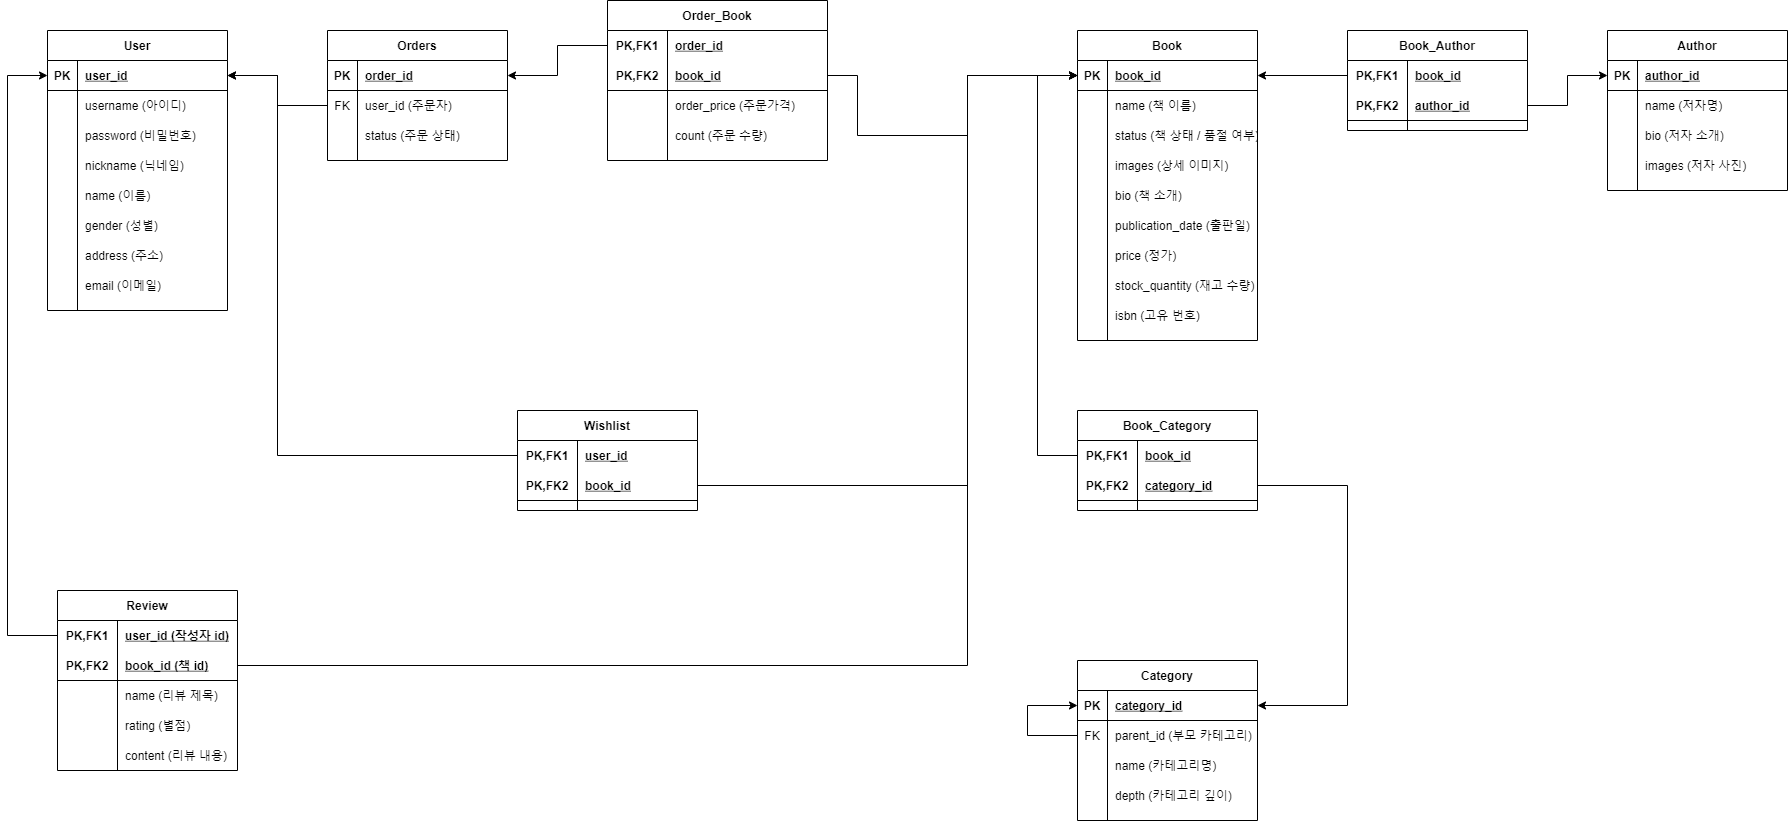 User
PK user_id
username (아이디)
password (비밀번호)
nickname (닉네임)
name (이름)
gender (성별)
address (주소)
email (이메일)
Orders
PK order_id
FK user_id (주문자)
status (주문 상태)
Order_Book
PK,FK1 order_id
PK,FK2 book_id
order_price (주문가격)
count (주문 수량)
Book
PK book_id
name (책 이름)
status (책 상태 / 품절 여부)
images (상세 이미지)
bio (책 소개)
publication_date (출판일)
price (정가)
stock_quantity (재고 수량)
isbn (고유 번호)
Book_Author
PK,FK1 book_id
PK,FK2 author_id
Author
PK author_id
name (저자명)
bio (저자 소개)
images (저자 사진)
Wishlist
PK,FK1 user_id
PK,FK2 book_id
Book_Category
PK,FK1 book_id
PK,FK2 category_id
Review
PK,FK1 user_id (작성자 id)
PK,FK2 book_id (책 id)
name (리뷰 제목)
rating (별점)
content (리뷰 내용)
Category
PK category_id
FK parent_id (부모 카테고리)
name (카테고리명)
depth (카테고리 깊이)